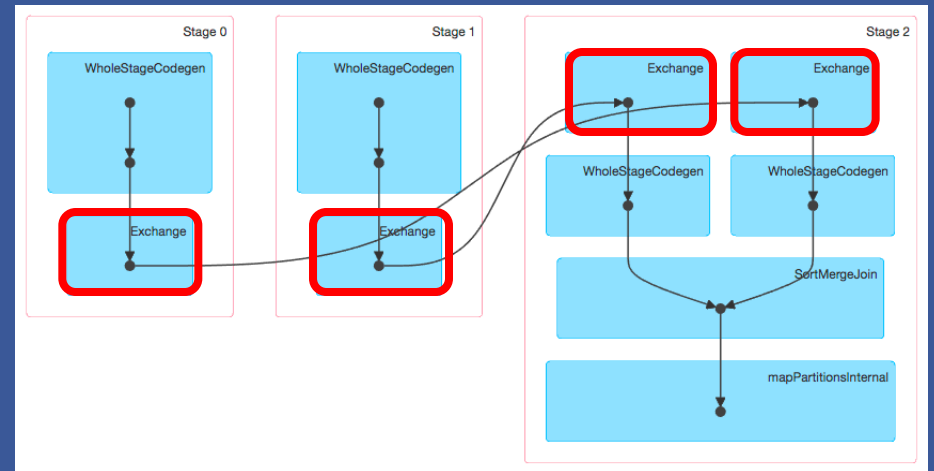 Stage 0
WholeStageCodegen
Exchange
Stage 1
WholeStageCodegen
Exchange
Stage 2
Exchange
Exchange
WholeStageCodegen
WholeStageCodegen
SortMergeJoin
mapPartitionsInternal